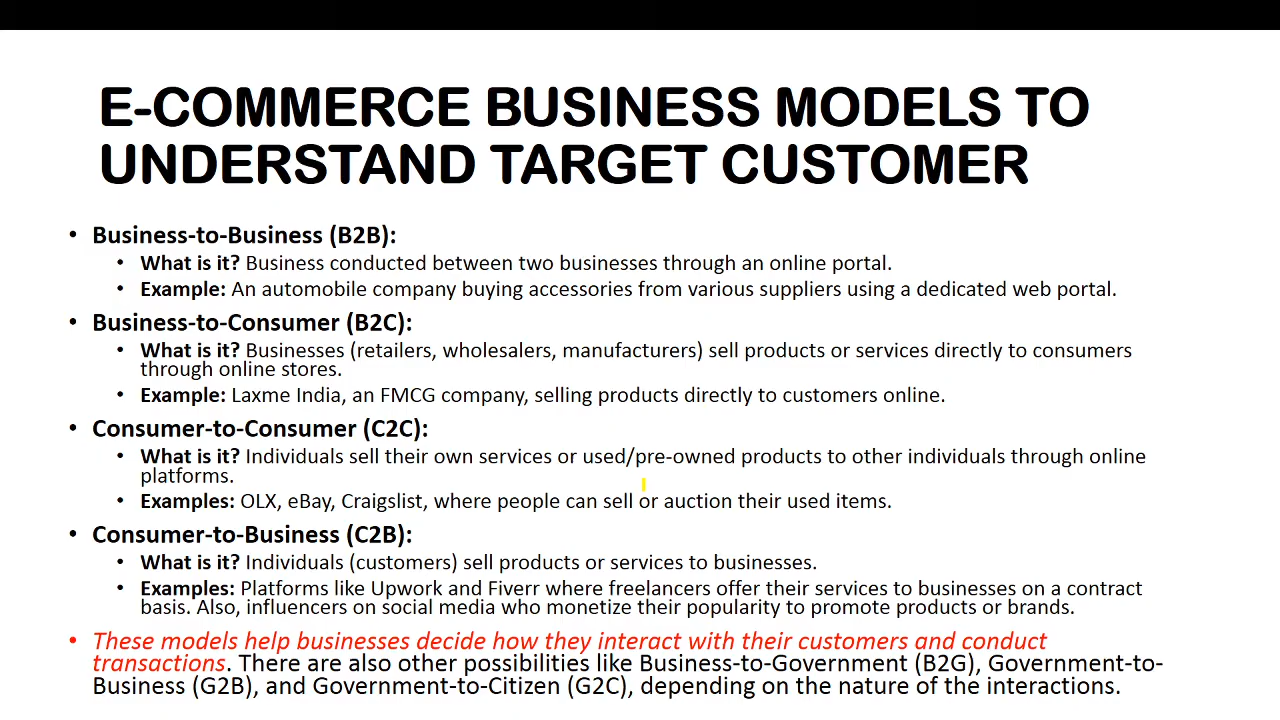 E-COMMERCE BUSINESS MODELS TO
UNDERSTAND TARGET CUSTOMER
• Business-to-Business (B2B):
• What is it? Business conducted between two businesses through an online portal.
• Example: An automobile company buying accessories from various suppliers using a dedicated web portal.
• Business-to-Consumer (B2C):
• What is it? Businesses (retailers, wholesalers, manufacturers) sell products or services directly to consumers
through online stores.
• Example: Laxme India, an FMCG company, selling products directly to customers online.
• Consumer-to-Consumer (C2C):
• What is it? Individuals sell their own services or used/pre-owned products to other individuals through online
platforms.
• Examples: OLX, eBay, Craigslist, where people can sell or auction their used items.
• Consumer-to-Business (C2B):
• What is it? Individuals (customers) sell products or services to businesses.
• Examples: Platforms like Upwork and Fiverr where freelancers offer their services to businesses on a contract
basis. Also, influencers on social media who monetize their popularity to promote products or brands.
• These models help businesses decide how they interact with their customers and conduct
transactions. There are also other possibilities like Business-to-Government (B2G), Government-to-
Business (G2B), and Government-to-Citizen (G2C), depending on the nature of the interactions.